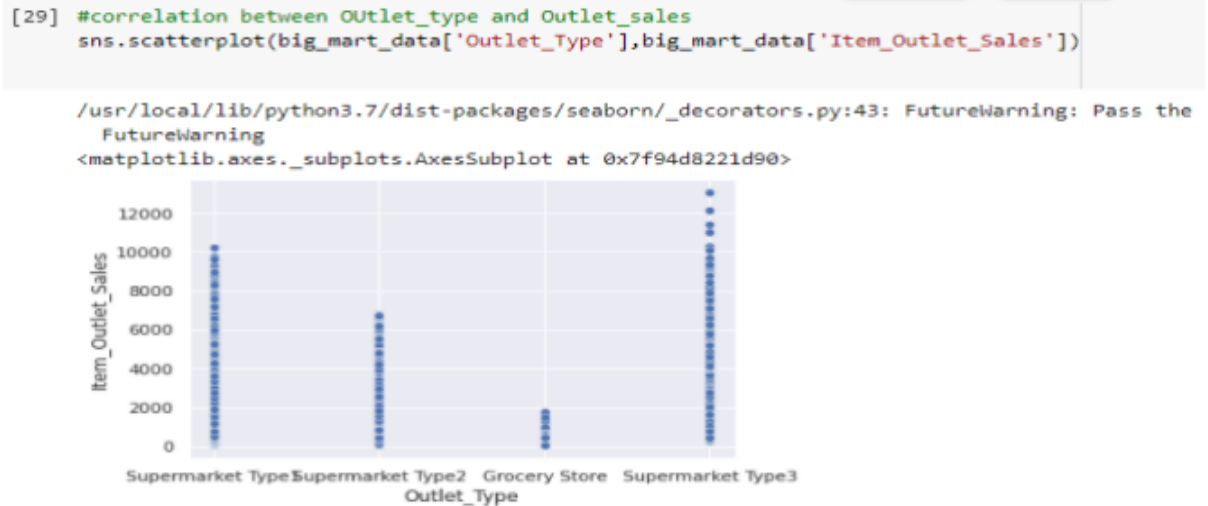 [29] #correlation between OUtlet_type and Outlet_sales
sns.scatterplot(big_mart_data['Outlet_Type'],big_mart_data['Item_Outlet_Sales'])
/usr/local/lib/python3.7/dist-packages/seaborn/_decorators.py:43: FutureWarning: Pass the
FutureWarning
<matplotlib.axes._subplots.AxesSubplot at 0x7f94d8221d90>
12000
10000
8000
6000
4000
2000
0
Item_Outlet_Sales
Supermarket Type1 Supermarket Type2 Grocery Store Supermarket Type3
Outlet_Type